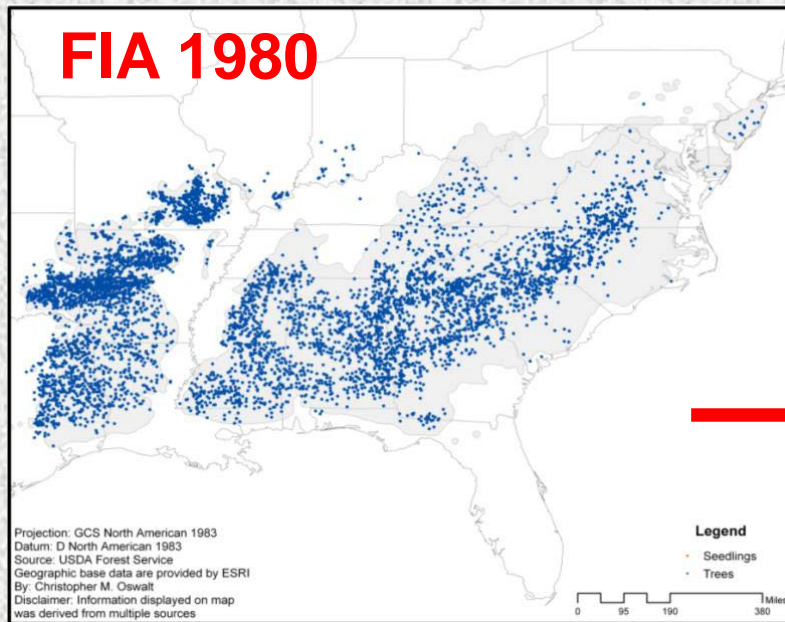 FIA 1980
Projection: GCS North American 1983
Datum: D North American 1983
Source: USDA Forest Service
Geographic base data are provided by ESRI
By: Christopher M. Oswalt
Disclaimer: Information displayed on map
was derived from multiple sources
Legend
Seedlings
Trees
Miles
0 95 190 380